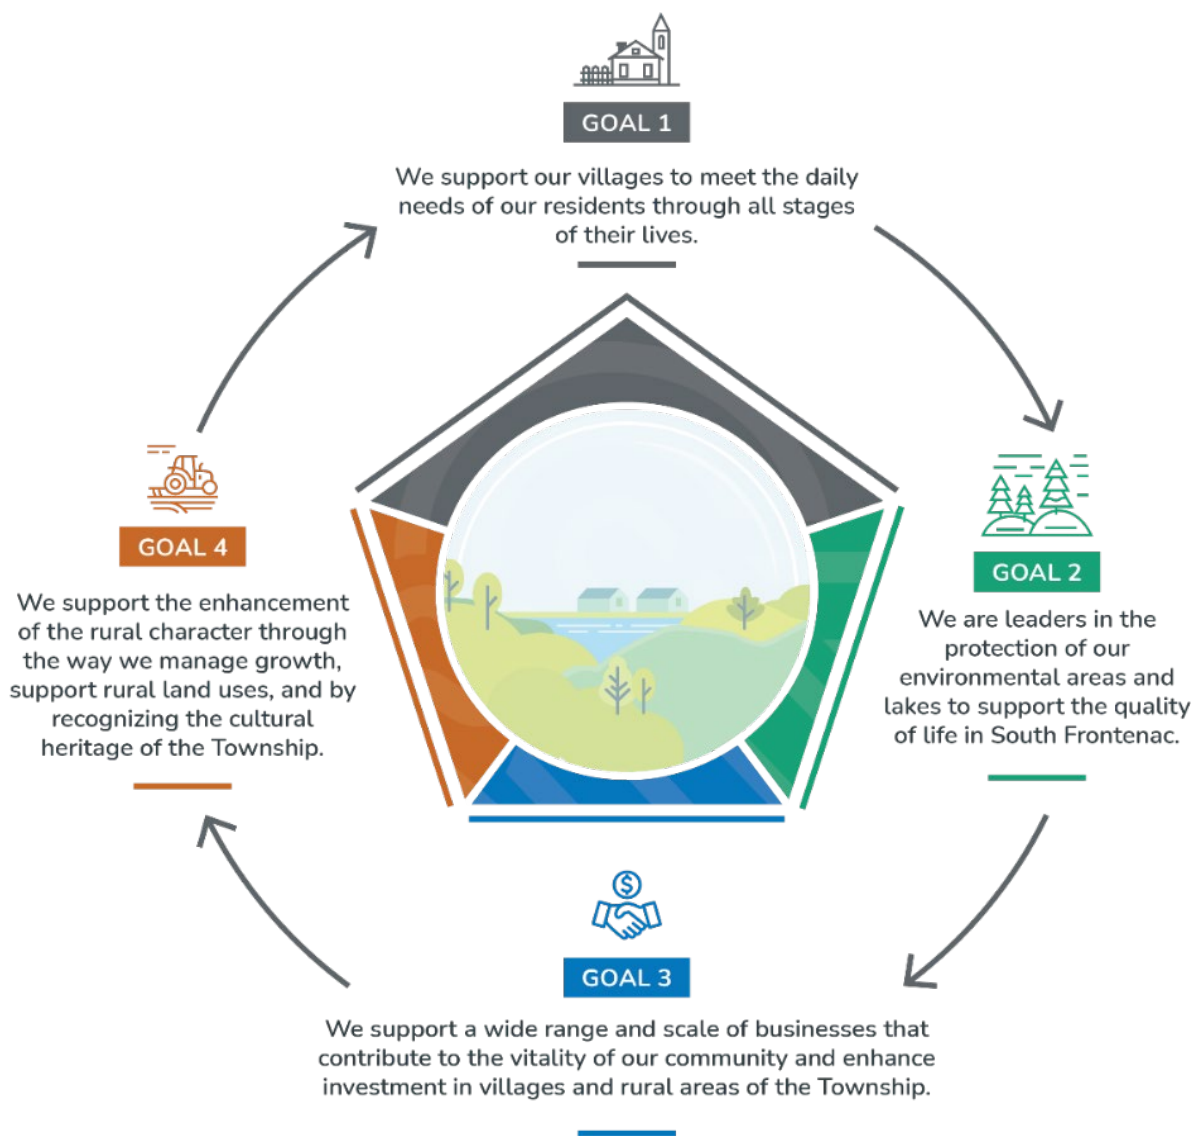 GOAL 1
We support our villages to meet the daily
needs of our residents through all stages
of their lives.
GOAL 2
We are leaders in the
protection of our
environmental areas and
lakes to support the quality
of life in South Frontenac.
$
GOAL 3
We support a wide range and scale of businesses that
contribute to the vitality of our community and enhance
investment in villages and rural areas of the Township.
GOAL 4
We support the enhancement
of the rural character through
the way we manage growth,
support rural land uses, and by
recognizing the cultural
heritage of the Township.